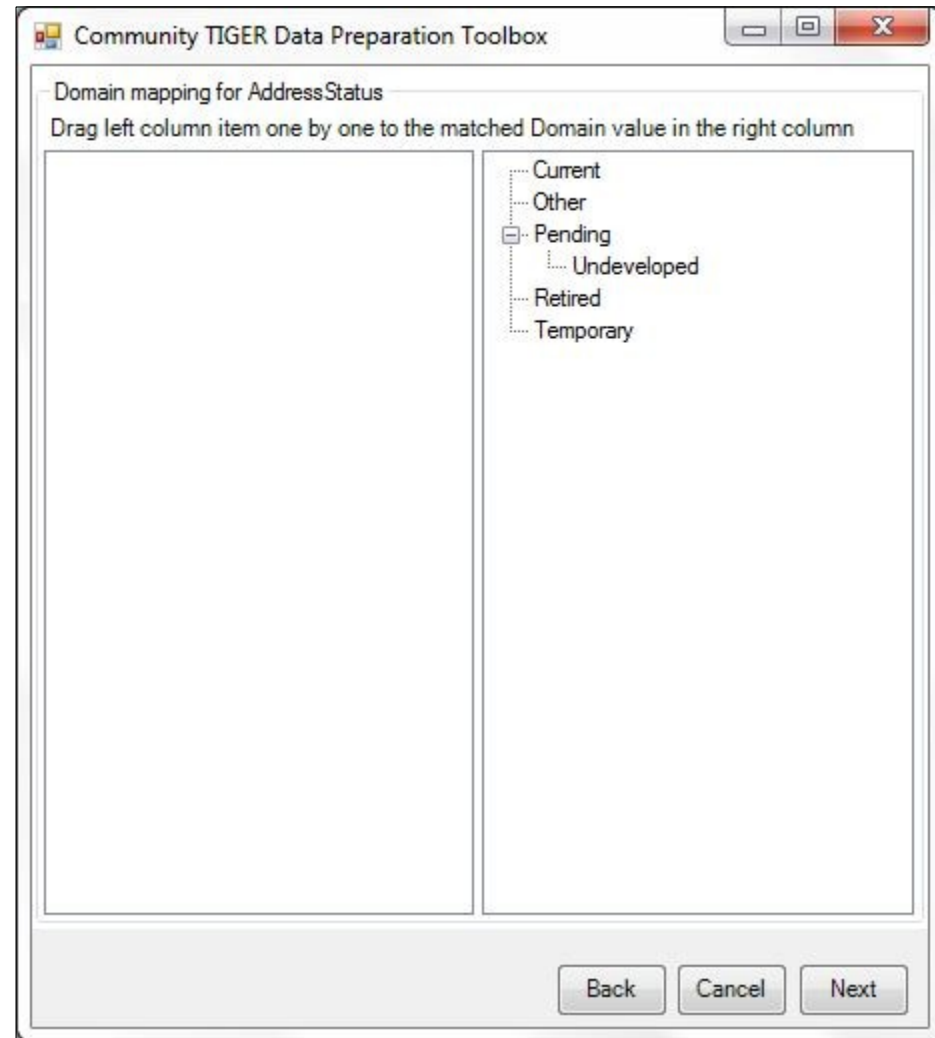 Community TIGER Data Preparation Toolbox
Domain mapping for AddressStatus
Drag left column item one by one to the matched Domain value in the right column
Current
Other
Pending
Undeveloped
Retired
Temporary
Back Cancel Next